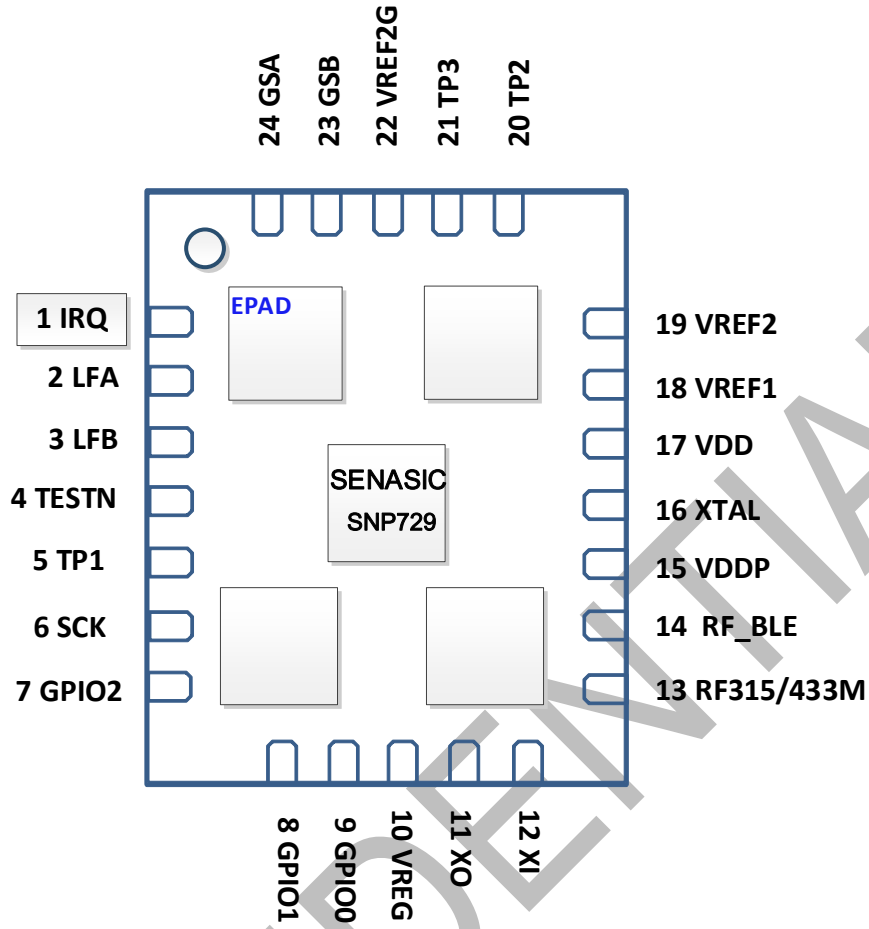 24 GSA
23 GSB
22 VREF2G
21 TP3
20 TP2
1 IRQ
2 LFA
3 LFB
4 TESTN
5 TP1
6 SCK
7 GPIO2
EPAD
SENASIC
SNP729
19 VREF2
18 VREF1
17 VDD
16 XTAL
15 VDDP
14 RF_BLE
13 RF315/433M
8 GPIO1
9 GPIO0
10 VREG
11 XO
12 XI